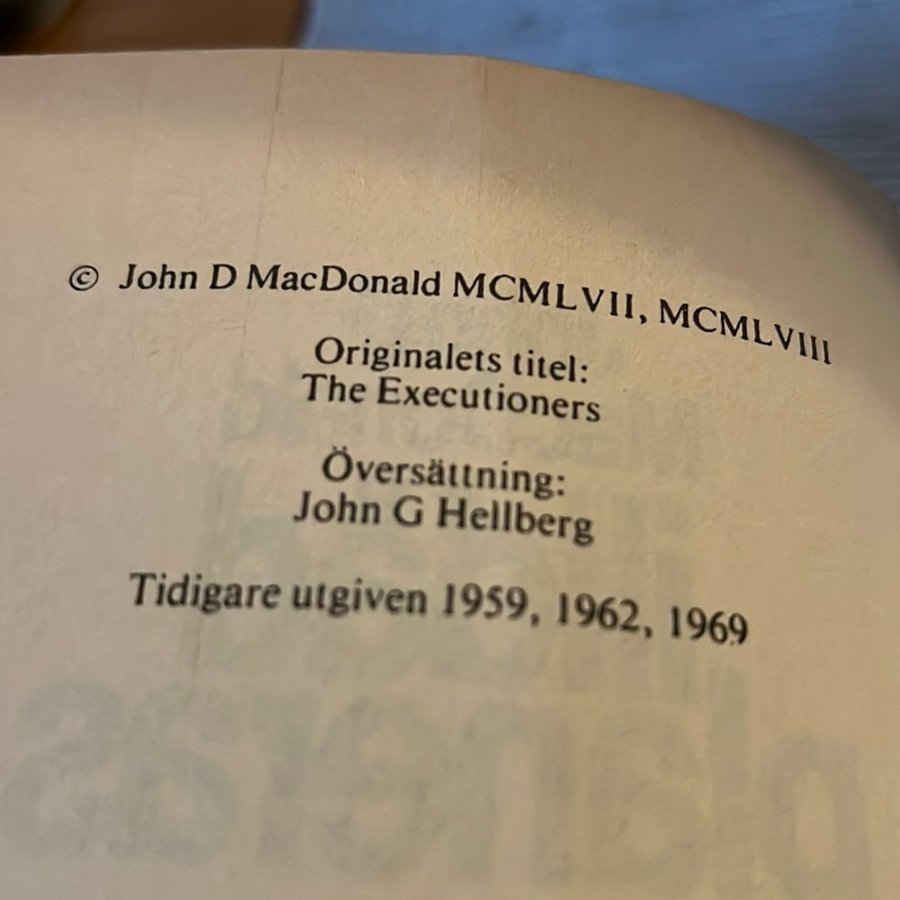 © John D MacDonald MCMLVII, MCMLVIII
Originalets titel:
The Executioners
Översättning:
John G Hellberg
Tidigare utgiven 1959, 1962, 1969